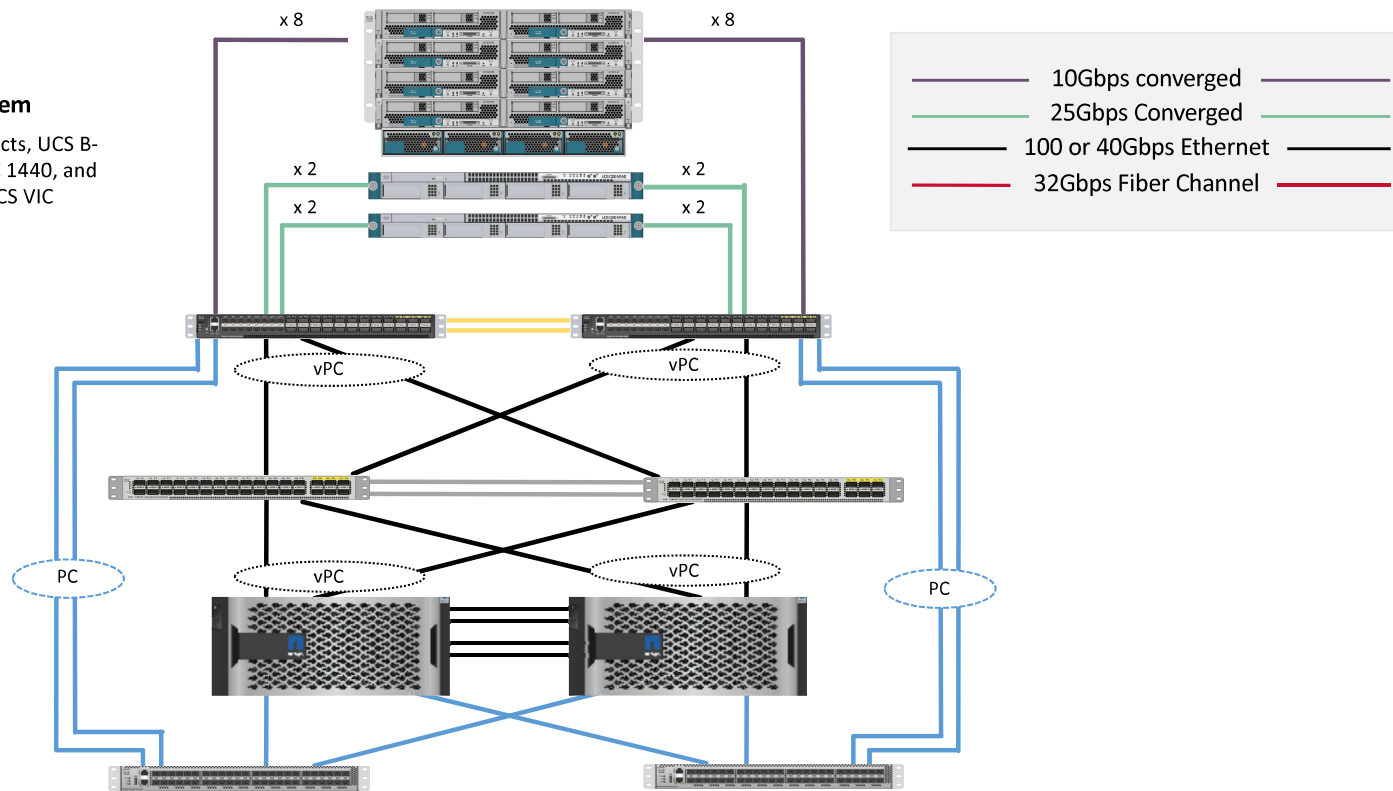 x 8
x 8
em
cts, UCS B-
1440, and
CS VIC
10Gbps converged
25Gbps Converged
100 or 40Gbps Ethernet
32Gbps Fiber Channel
x 2
x 2
x 2
x 2
vPC
vPC
PC
PC
vPC
vPC